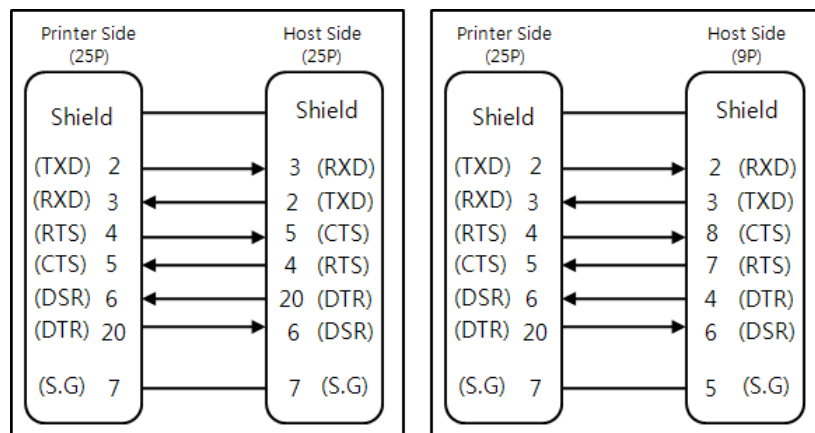 Printer Side
(25P)
Host Side
(25P)
Shield
Shield
(TXD) 2
3 (RXD)
(RXD) 3
2 (TXD)
(RTS) 4
5 (CTS)
(CTS) 5
4 (RTS)
(DSR) 6
20 (DTR)
(DTR) 20
6 (DSR)
(S.G) 7
7 (S.G)
Printer Side
(25P)
Host Side
(9P)
Shield
Shield
(TXD) 2
2 (RXD)
(RXD) 3
3 (TXD)
(RTS) 4
8 (CTS)
(CTS) 5
7 (RTS)
(DSR) 6
4 (DTR)
(DTR) 20
6 (DSR)
(S.G) 7
5 (S.G)